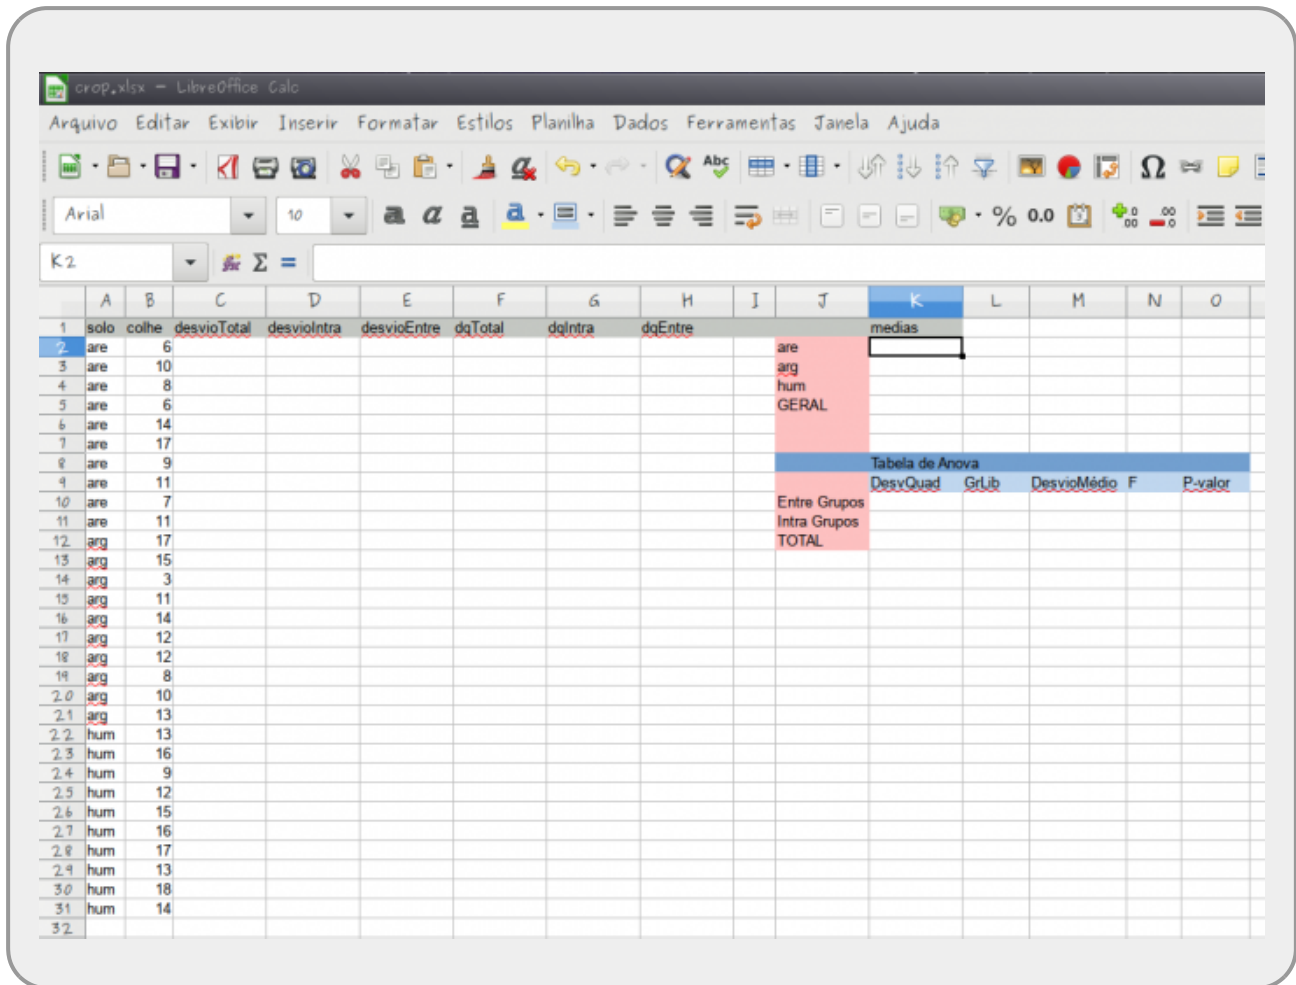 crop.xlsx - LibreOffice Calc
Arquivo Editar Exibir Inserir Formatar Estilos Planilha Dados Ferramentas Janela Ajuda
Abc Ω
Arial 10 a a a a % 0.0
K2 Σ =
A B C D E F G H I J K L M N O
1 solo colhe desvioTotal desvioIntra desvioEntre dqTotal dqIntra dqEntre medias
2 are 6 are
3 are 10 arg
4 are 8 hum
5 are 6 GERAL
6 are 14
7 are 17
8 are 9 Tabela de Anova
9 are 11 DesvQuad GrLib DesvioMédio F P-valor
10 are 7 Entre Grupos
11 are 11 Intra Grupos
12 arg 17 TOTAL
13 arg 15
14 arg 3
15 arg 11
16 arg 14
17 arg 12
18 arg 12
19 arg 8
20 arg 10
21 arg 13
22 hum 13
23 hum 16
24 hum 9
25 hum 12
26 hum 15
27 hum 16
28 hum 17
29 hum 13
30 hum 18
31 hum 14
32